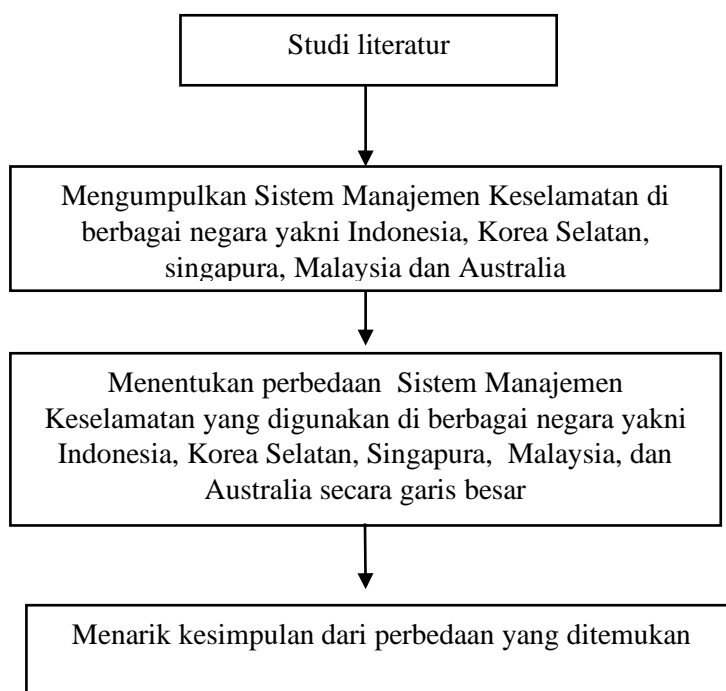 Studi literatur
Mengumpulkan Sistem Manajemen Keselamatan di
berbagai negara yakni Indonesia, Korea Selatan,
singapura, Malaysia dan Australia
Menentukan perbedaan Sistem Manajemen
Keselamatan yang digunakan di berbagai negara yakni
Indonesia, Korea Selatan, Singapura, Malaysia, dan
Australia secara garis besar
Menarik kesimpulan dari perbedaan yang ditemukan